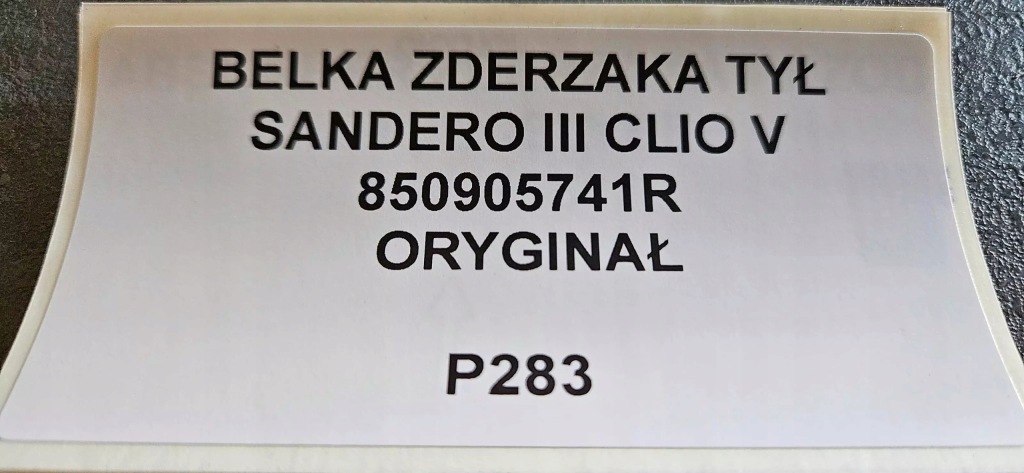 BELKA ZDERZAKA TYŁ
SANDERO III CLIO V
850905741R
ORYGINAŁ
P283